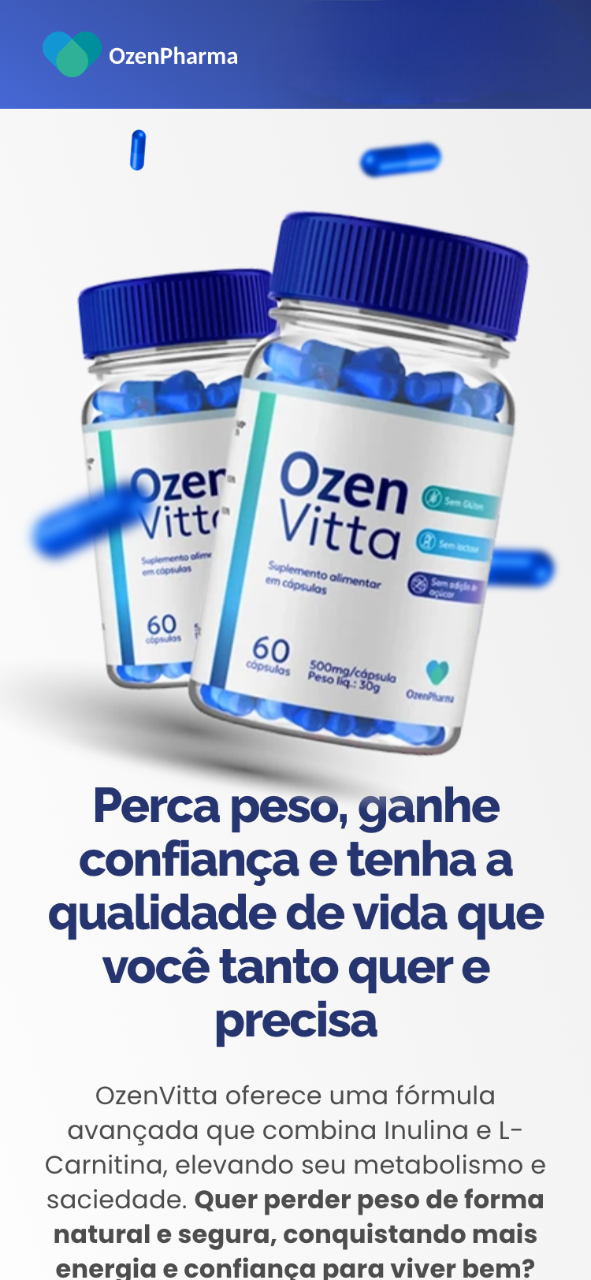 OzenPharma
Ozen
Vitta
Sem Glúten
Sem lactose
Sem adição de
açúcar
Suplemento alimentar
em cápsulas
60
cápsulas
500mg/cápsula
Peso líq.: 30g
OzenPharma
Ozen
Vitta
Suplemento alime
em cápsulas
60
cápsulas
Perca peso, ganhe
confiança e tenha a
qualidade de vida que
você tanto quer e
precisa
OzenVitta oferece uma fórmula
avançada que combina Inulina e L-
Carnitina, elevando seu metabolismo e
saciedade. Quer perder peso de forma
natural e segura, conquistando mais
energia e confiança para viver bem?